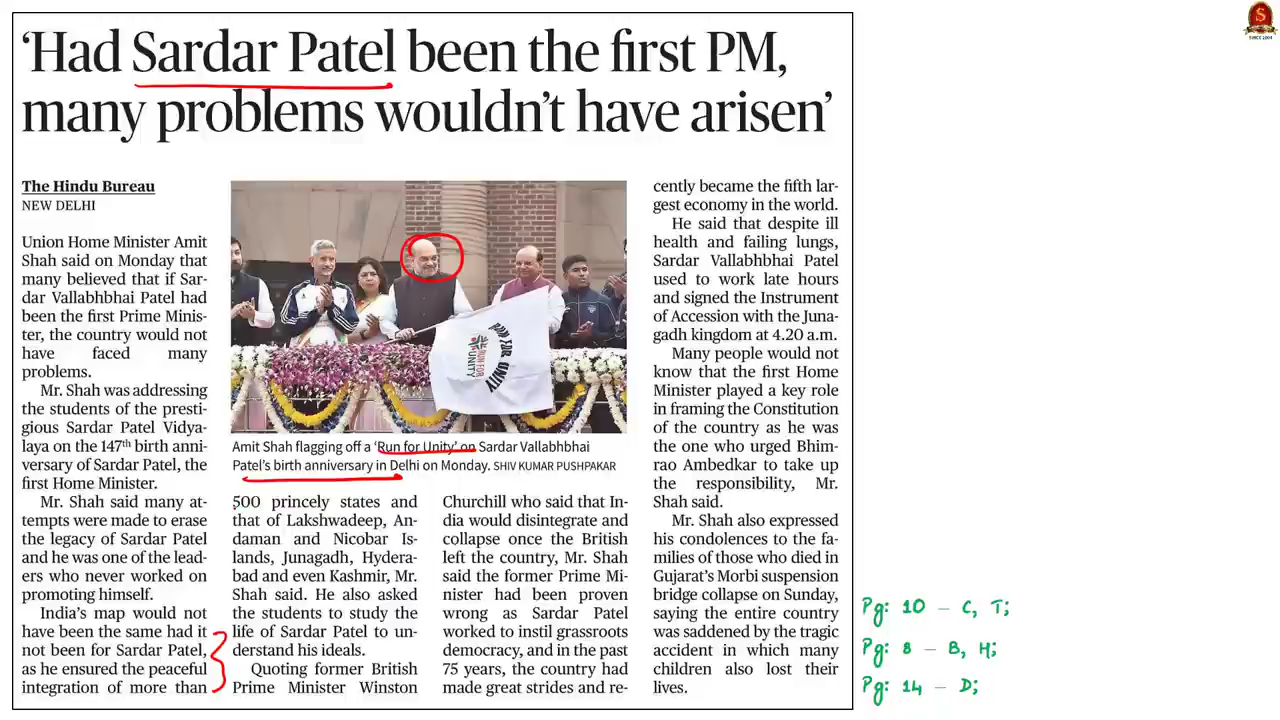 ‘Had Sardar Patel been the first PM,
many problems wouldn’t have arisen’
The Hindu Bureau
NEW DELHI
Union Home Minister Amit
Shah said on Monday that
many believed that if Sar-
dar Vallabhbhai Patel had
been the first Prime Minis-
ter, the country would not
have faced many
problems.
Mr. Shah was addressing
the students of the presti-
gious Sardar Patel Vidya-
laya on the 147th birth anni-
versary of Sardar Patel, the
first Home Minister.
Mr. Shah said many at-
tempts were made to erase
the legacy of Sardar Patel
and he was one of the lead-
ers who never worked on
promoting himself.
India’s map would not
have been the same had it
not been for Sardar Patel,
as he ensured the peaceful
integration of more than
RUN FOR UNITY
RUN FOR
UNITY
Amit Shah flagging off a ‘Run for Unity’ on Sardar Vallabhbhai
Patel’s birth anniversary in Delhi on Monday. SHIV KUMAR PUSHPAKAR
500 princely states and
that of Lakshwadeep, An-
daman and Nicobar Is-
lands, Junagadh, Hydera-
bad and even Kashmir, Mr.
Shah said. He also asked
the students to study the
life of Sardar Patel to un-
derstand his ideals.
Quoting former British
Prime Minister Winston
Churchill who said that In-
dia would disintegrate and
collapse once the British
left the country, Mr. Shah
said the former Prime Mi-
nister had been proven
wrong as Sardar Patel
worked to instil grassroots
democracy, and in the past
75 years, the country had
made great strides and re-
cently became the fifth lar-
gest economy in the world.
He said that despite ill
health and failing lungs,
Sardar Vallabhbhai Patel
used to work late hours
and signed the Instrument
of Accession with the Juna-
gadh kingdom at 4.20 a.m.
Many people would not
know that the first Home
Minister played a key role
in framing the Constitution
of the country as he was
the one who urged Bhim-
rao Ambedkar to take up
the responsibility, Mr.
Shah said.
Mr. Shah also expressed
his condolences to the fa-
milies of those who died in
Gujarat’s Morbi suspension
bridge collapse on Sunday,
saying the entire country
was saddened by the tragic
accident in which many
children also lost their
lives.
S
SINCE 2004
Pg: 10 – C, T;
Pg: 8 – B, H;
Pg: 14 – D;